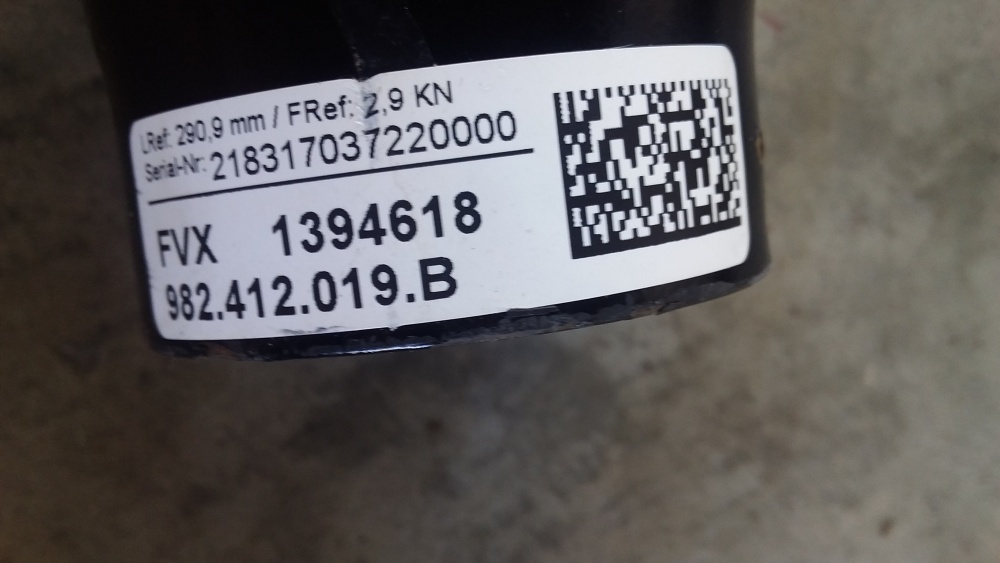 LRef: 290,9 mm / FRef: 2,9 KN
Serial-Nr: 218317037220000
FVX 1394618
982.412.019.B